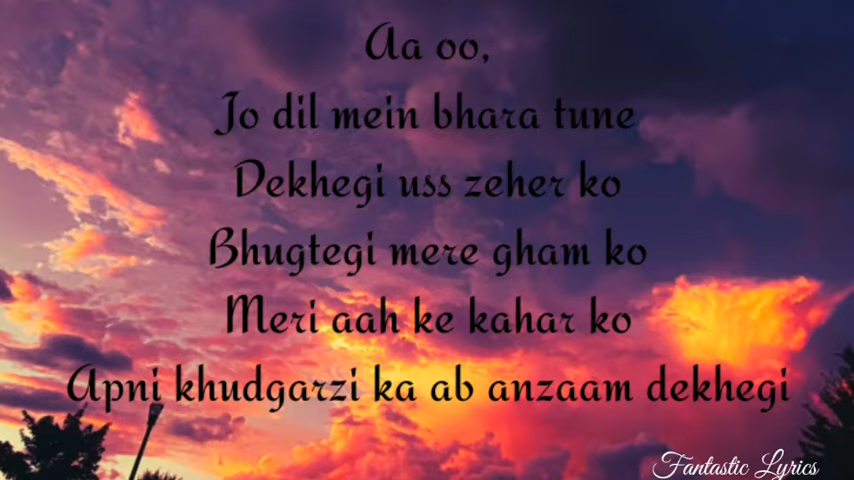 Aa oo,
Jo dil mein bhara tune
Dekhegi uss zeher ko
Bhugtegi mere gham ko
Meri aah ke kahar ko
Apni khudgarzi ka ab anzaam dekhegi
Fantastic Lyrics